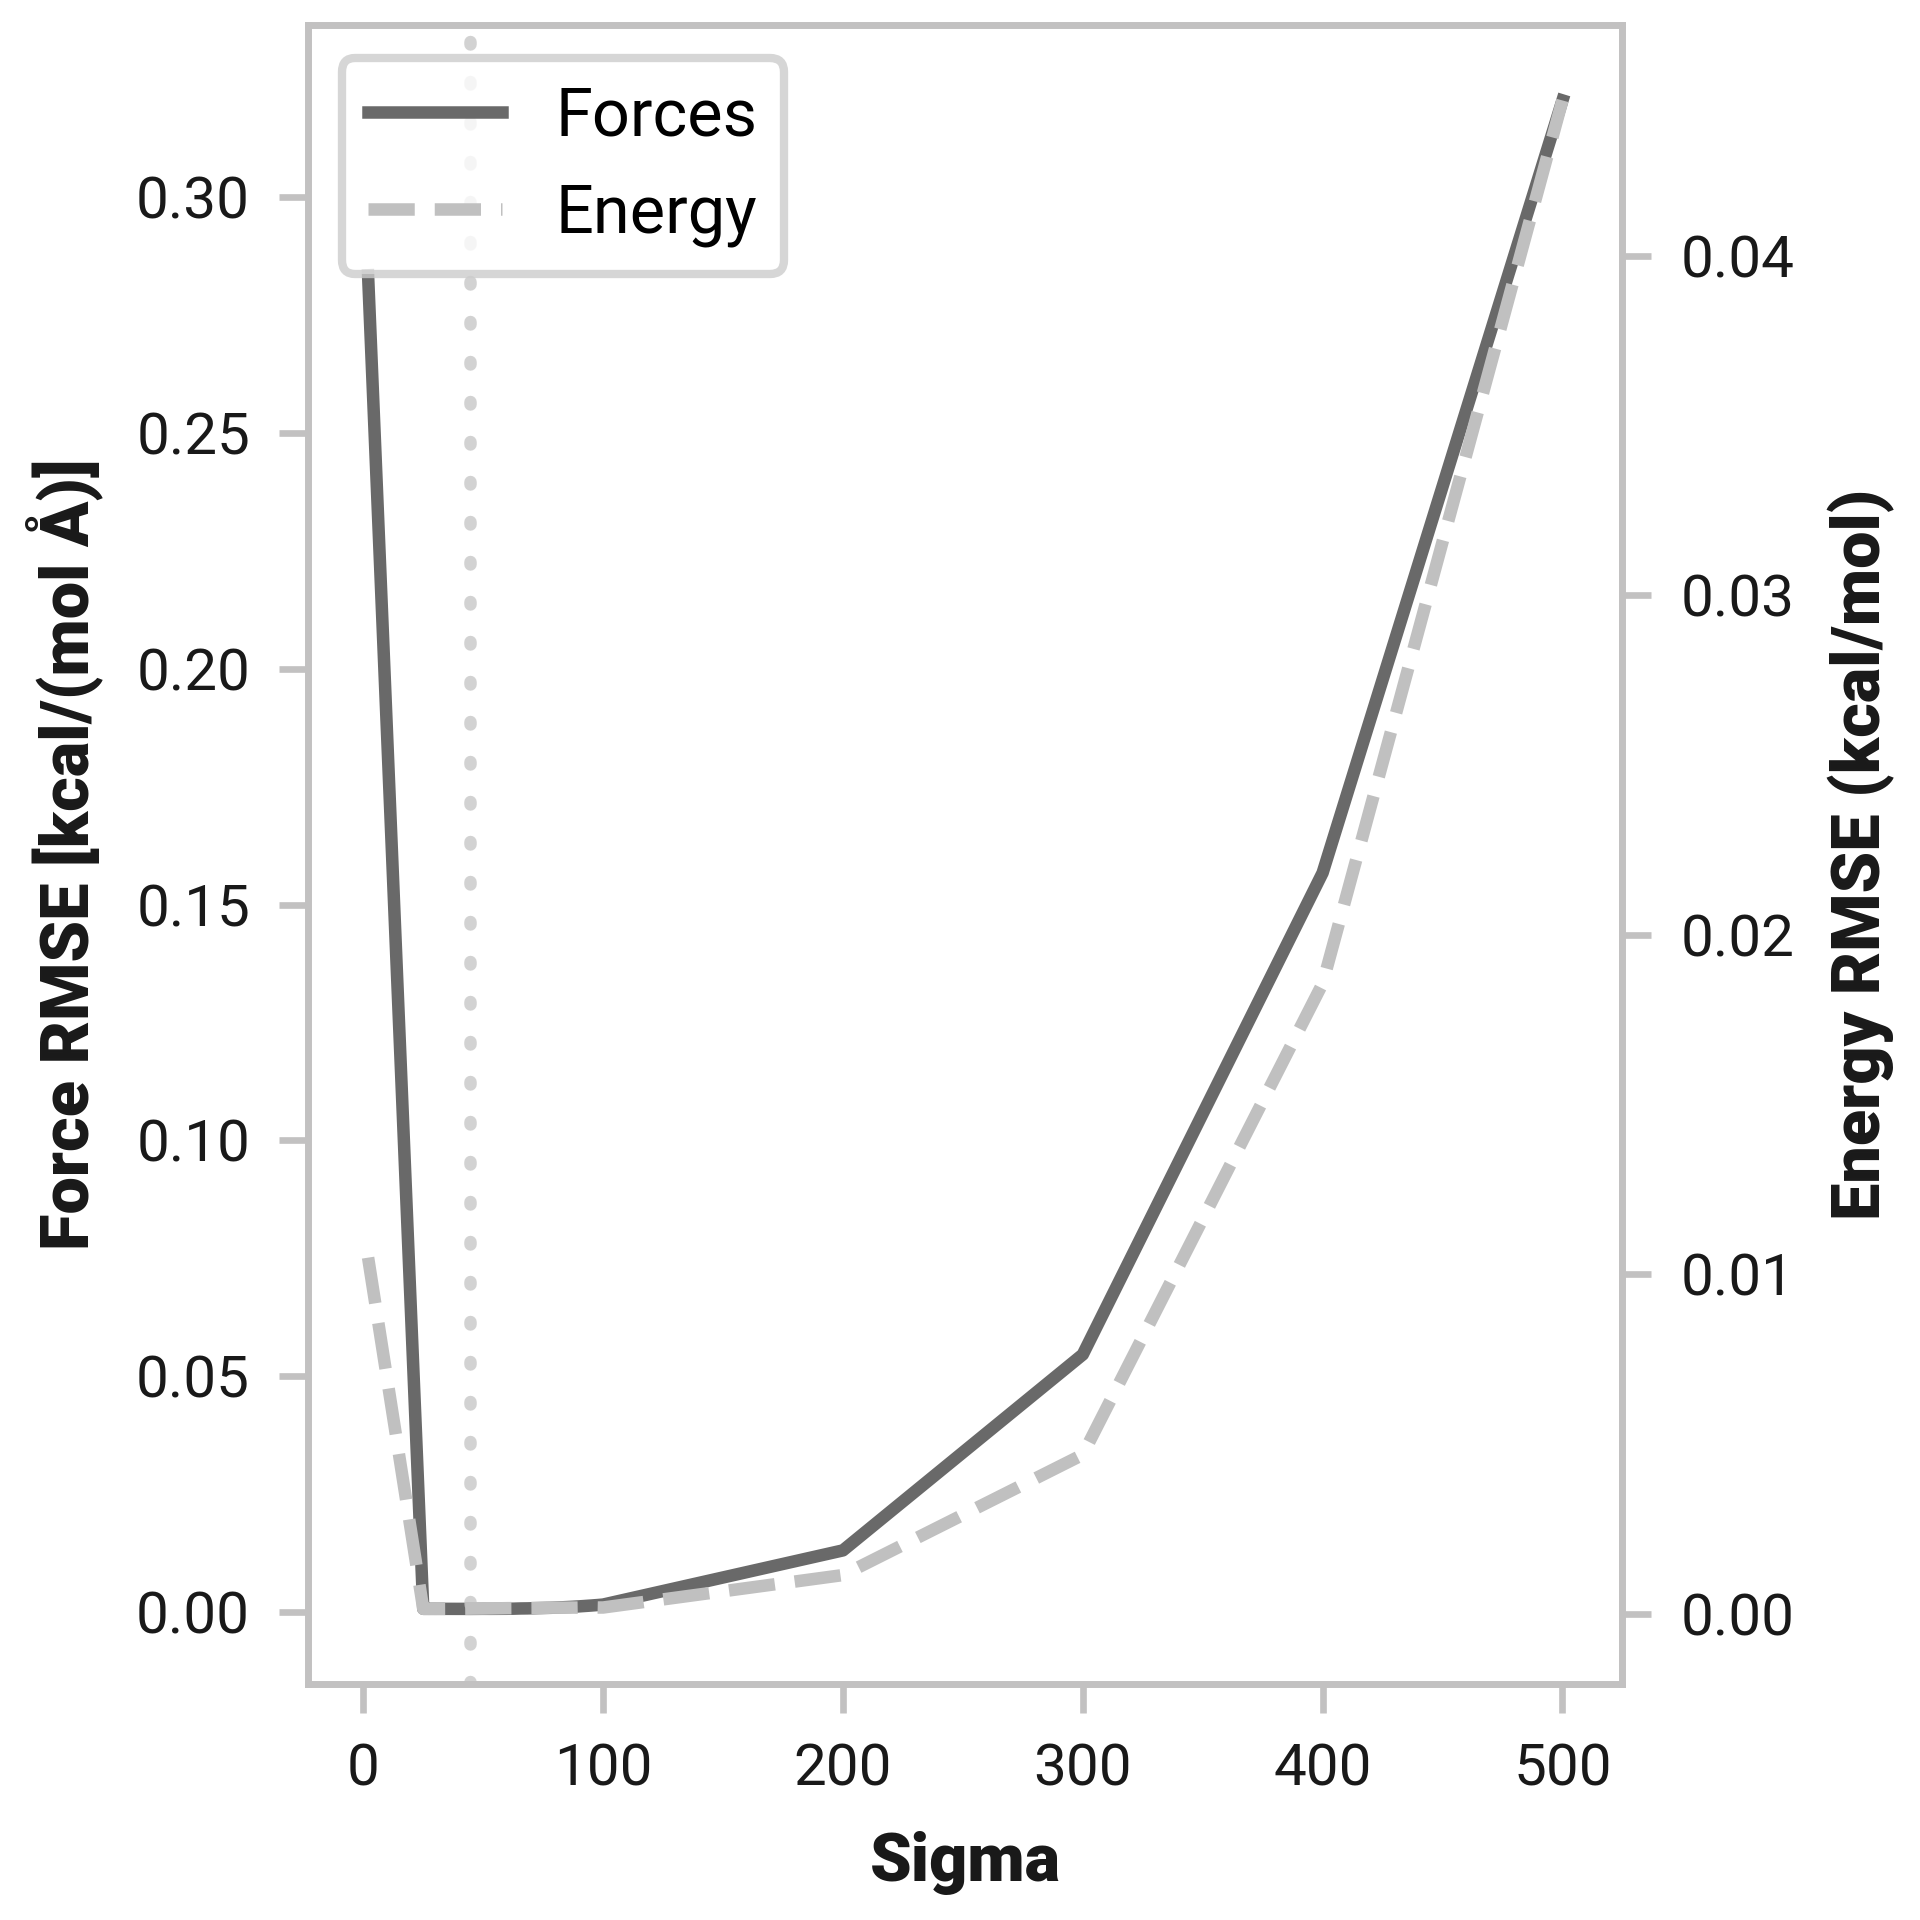 Forces
Energy
0.30
0.25
0.20
0.15
0.10
0.05
0.00
Force RMSE [kcal/(mol Å)]
0.04
0.03
0.02
0.01
0.00
Energy RMSE (kcal/mol)
0 100 200 300 400 500
Sigma